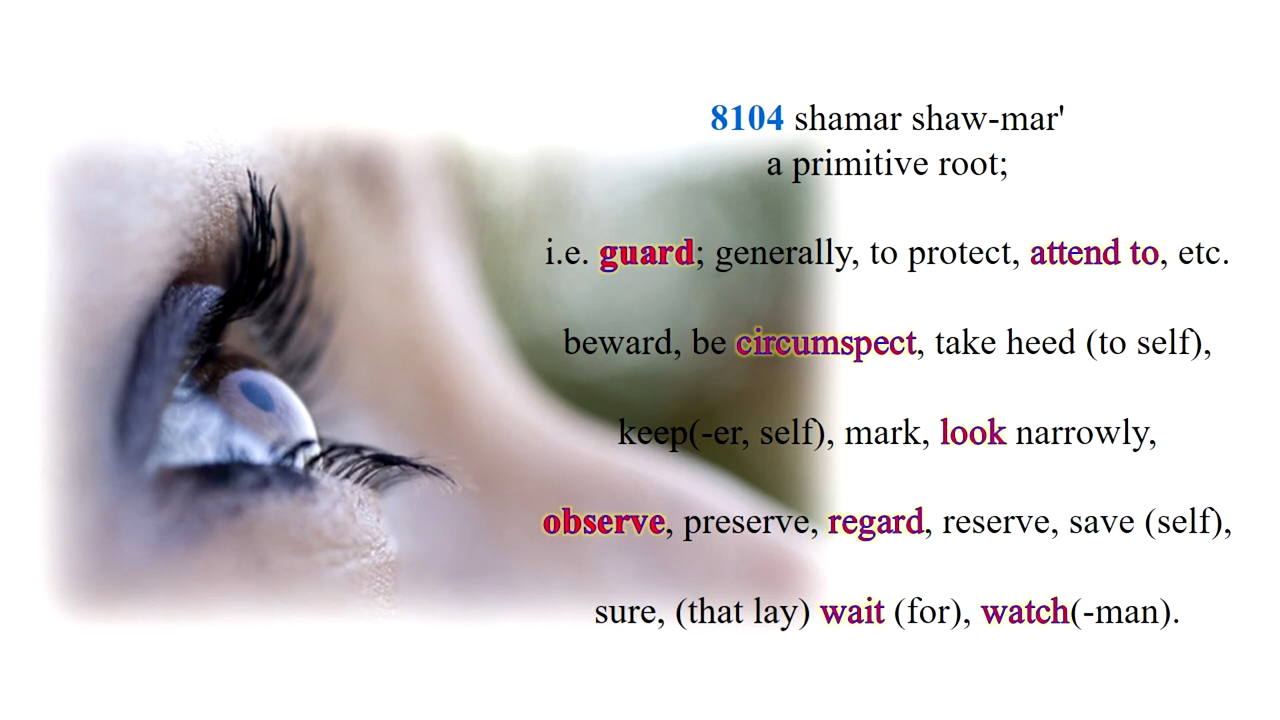 8104 shamar shaw-mar'
a primitive root;
i.e. guard; generally, to protect, attend to, etc.
beward, be circumspect, take heed (to self),
keep(-er, self), mark, look narrowly,
observe, preserve, regard, reserve, save (self),
sure, (that lay) wait (for), watch(-man).